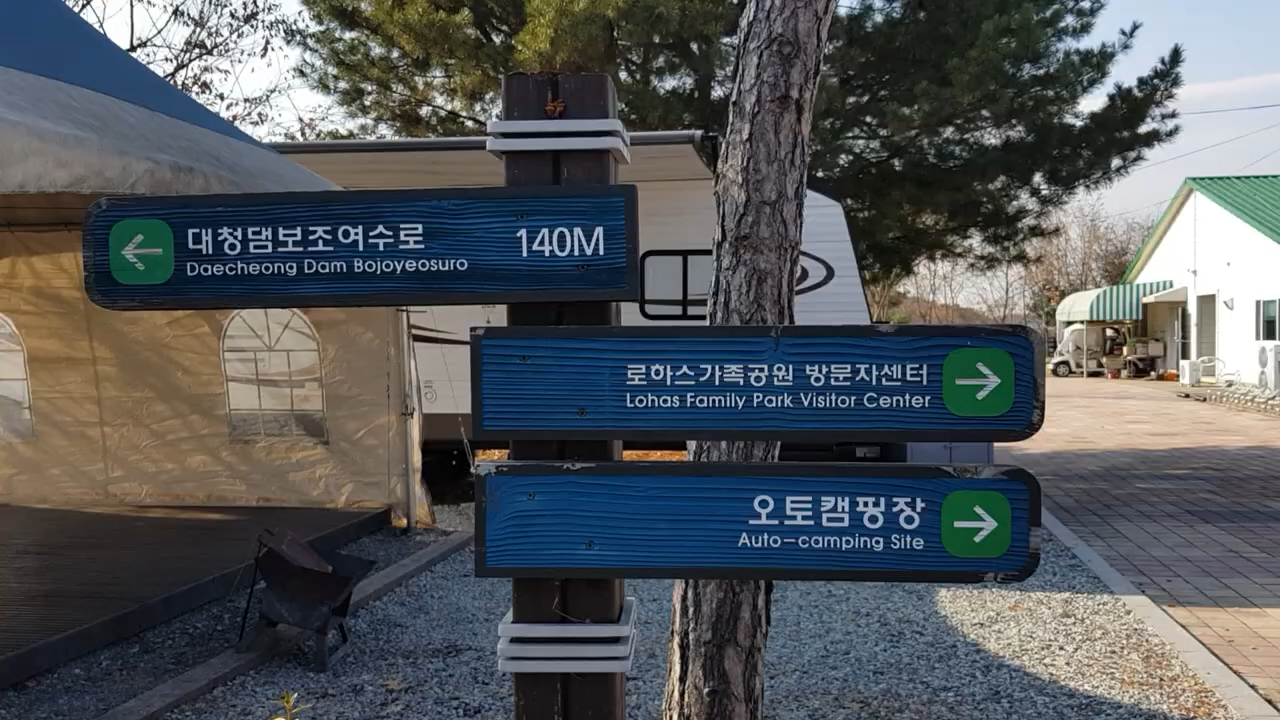 대청댐보조여수로 140M
Daecheong Dam Bojoyeosuro
로하스가족공원 방문자센터
Lohas Family Park Visitor Center
오토캠핑장
Auto-camping Site